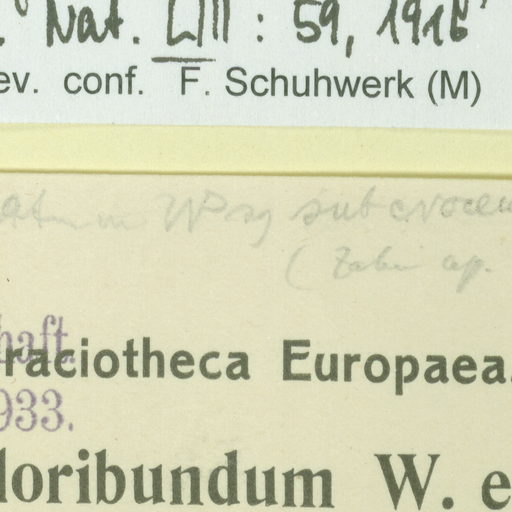 Nat. LIII : 59, 1916
ev. conf. F. Schuhwerk (M)
haft.
raciotheca Europaea.
933.
loribundum W. e